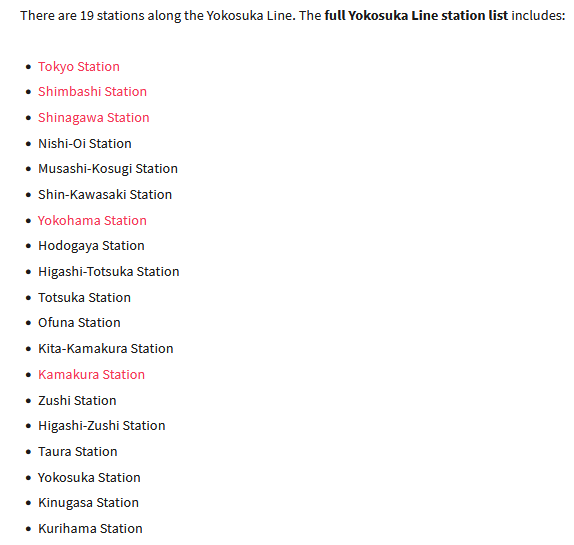 There are 19 stations along the Yokosuka Line. The full Yokosuka Line station list includes:
• Tokyo Station
• Shimbashi Station
• Shinagawa Station
• Nishi-Oi Station
• Musashi-Kosugi Station
• Shin-Kawasaki Station
• Yokohama Station
• Hodogaya Station
• Higashi-Totsuka Station
• Totsuka Station
• Ofuna Station
• Kita-Kamakura Station
• Kamakura Station
• Zushi Station
• Higashi-Zushi Station
• Taura Station
• Yokosuka Station
• Kinugasa Station
• Kurihama Station